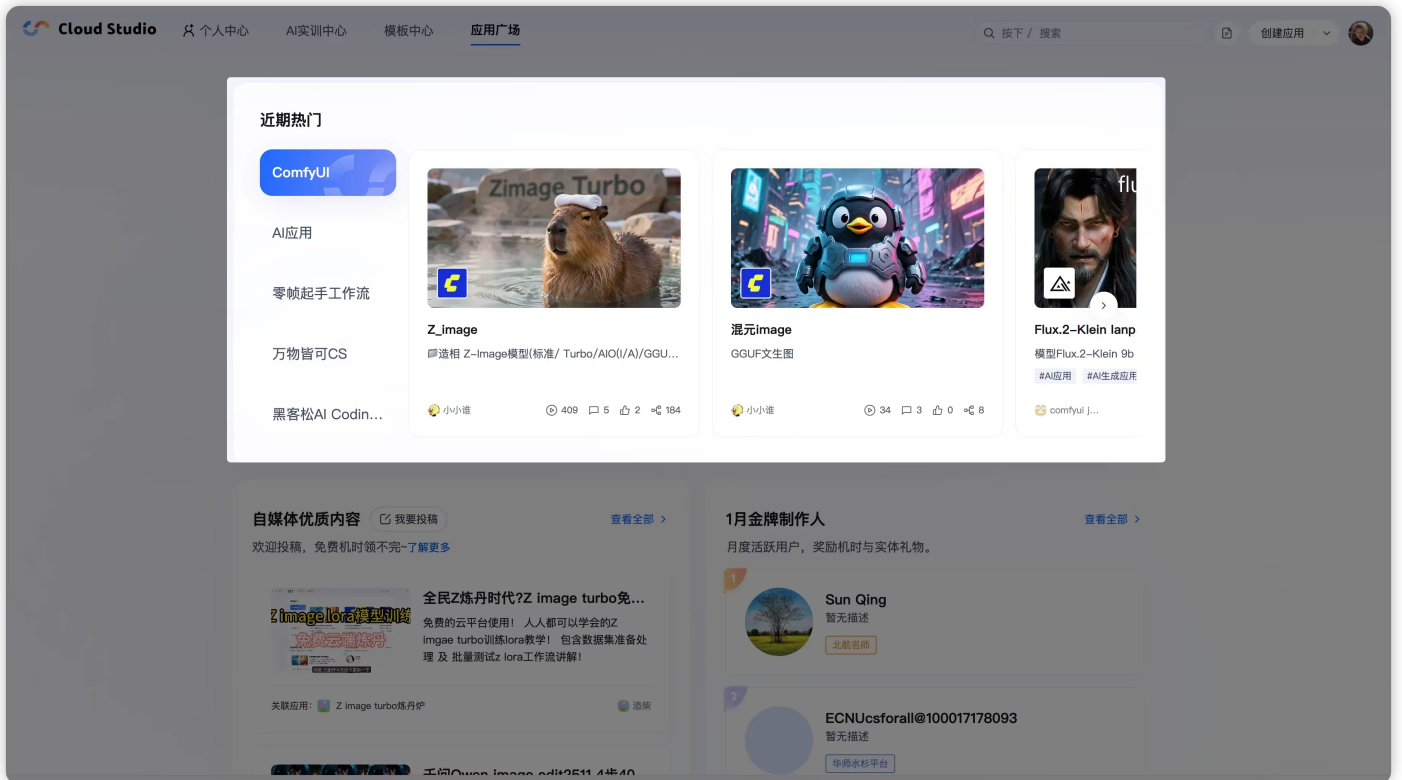 Cloud Studio
个人中心
AI实训中心
模板中心
应用广场
按下 / 搜索
创建应用
近期热门
ComfyUI
AI应用
零帧起手工作流
万物皆可CS
黑客松AI Codin...
Zimage Turbo
Z_image
造相 Z-Image模型(标准/ Turbo/AIO(I/A)/GGU...
小小谁
409
5
2
184
混元image
GGUF文生图
小小谁
34
3
0
8
flu
Flux.2-Klein lanp
模型Flux.2-Klein 9b
#AI应用
#AI生成应用
comfyui j...
自媒体优质内容
我要投稿
查看全部
欢迎投稿，免费机时领不完~了解更多
Z image lora模型训练
免费云端炼丹
全民Z炼丹时代?Z image turbo免...
免费的云平台使用！ 人人都可以学会的Z
imgae turbo训练lora教学！ 包含数据集准备处
理 及 批量测试z lora工作流讲解！
关联应用：
Z image turbo炼丹炉
添柴
千问Qwen image edit2511 4步40
1月金牌制作人
查看全部
月度活跃用户，奖励机时与实体礼物。
1
Sun Qing
暂无描述
北航名师
2
ECNUcsforall@100017178093
暂无描述
华师水杉平台